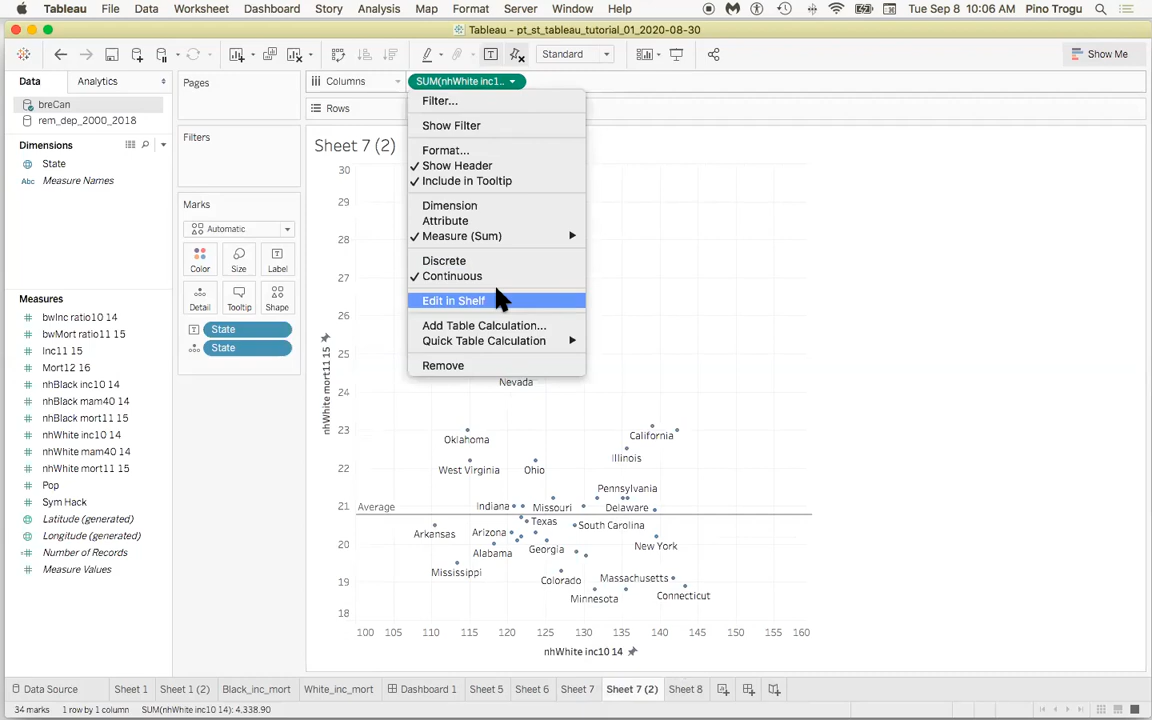 Tableau File Data Worksheet Dashboard Story Analysis Map Format Server Window Help Tue Sep 8 10:06 AM Pino Trogu
Tableau - pt_st_tableau_tutorial_01_2020-08-30
Standard Show Me
Data Analytics Pages Columns SUM(nhWhite inc1..
breCan
rem_dep_2000_2018
Rows
Dimensions
State
Abc Measure Names
Filters
Measures
bwInc ratio10 14
bwMort ratio11 15
Inc11 15
Mort12 16
nhBlack inc10 14
nhBlack mam40 14
nhBlack mort11 15
nhWhite inc10 14
nhWhite mam40 14
nhWhite mort11 15
Pop
Sym Hack
Latitude (generated)
Longitude (generated)
Number of Records
Measure Values
Marks
Automatic
Color Size Label
Detail Tooltip Shape
State
State
Sheet 7 (2)
Filter...
Show Filter
Format...
Show Header
Include in Tooltip
Dimension
Attribute
Measure (Sum)
Discrete
Continuous
Edit in Shelf
Add Table Calculation...
Quick Table Calculation
Remove
30
29
28
27
26
25
24
23
22
21
20
19
18
nhWhite mort11 15
Nevada
Oklahoma California
Illinois
West Virginia Ohio
Pennsylvania
Average Indiana Missouri Delaware
Texas South Carolina
Arkansas Arizona New York
Alabama Georgia
Mississippi Colorado Massachusetts
Minnesota Connecticut
100 105 110 115 120 125 130 135 140 145 150 155 160
nhWhite inc10 14
Data Source Sheet 1 Sheet 1 (2) Black_inc_mort White_inc_mort Dashboard 1 Sheet 5 Sheet 6 Sheet 7 Sheet 7 (2) Sheet 8
34 marks 1 row by 1 column SUM(nhWhite inc10 14): 4,338.90